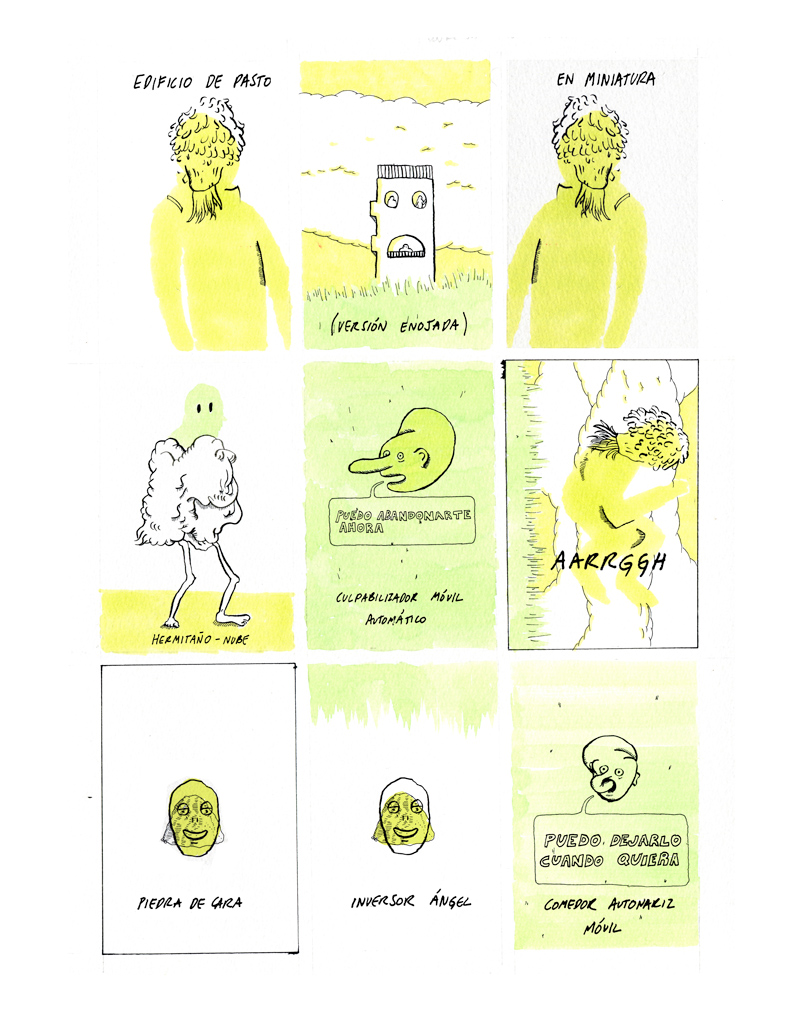 EDIFICIO DE PASTO
(VERSIÓN ENOJADA)
EN MINIATURA
HERMITAÑO-NUBE
PUEDO ABANDONARTE
AHORA
CULPABILIZADOR MÓVIL
AUTOMÁTICO
AARRGGH
PIEDRA DE CARA
INVERSOR ÁNGEL
PUEDO DEJARLO
CUANDO QUIERA
COMEDOR AUTONARIZ
MÓVIL